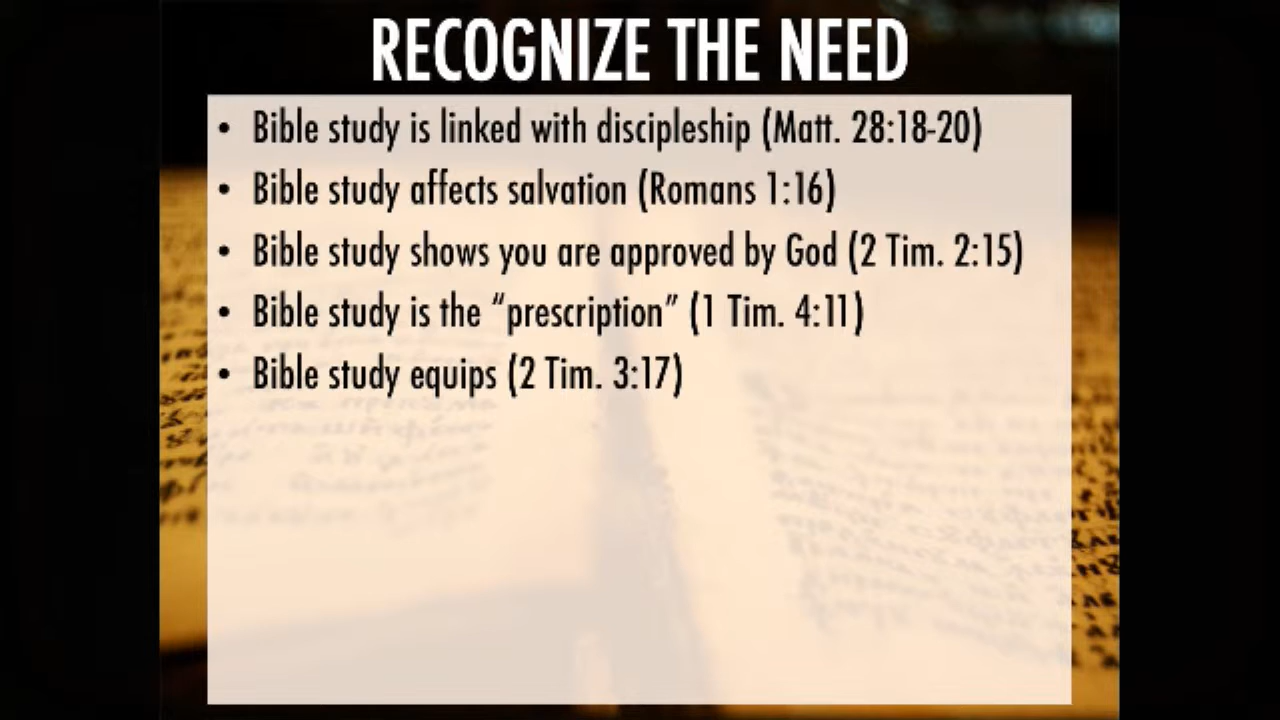 RECOGNIZE THE NEED
• Bible study is linked with discipleship (Matt. 28:18-20)
• Bible study affects salvation (Romans 1:16)
• Bible study shows you are approved by God (2 Tim. 2:15)
• Bible study is the “prescription” (1 Tim. 4:11)
• Bible study equips (2 Tim. 3:17)